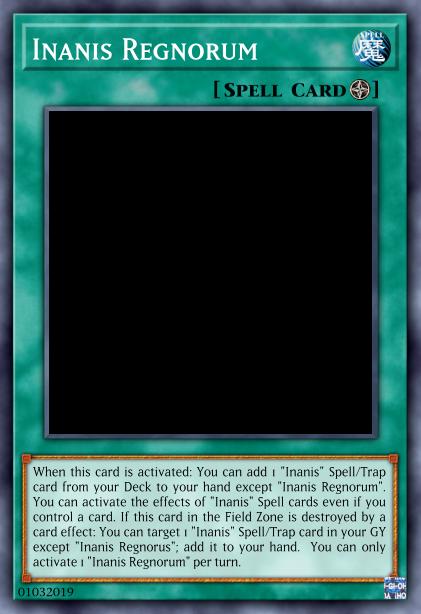 Inanis Regnorum
[Spell Card]
When this card is activated: You can add 1 "Inanis" Spell/Trap
card from your Deck to your hand except "Inanis Regnorum".
You can activate the effects of "Inanis" Spell cards even if you
control a card. If this card in the Field Zone is destroyed by a
card effect: You can target 1 "Inanis" Spell/Trap card in your GY
except "Inanis Regnorus"; add it to your hand. You can only
activate 1 "Inanis Regnorum" per turn.
01032019